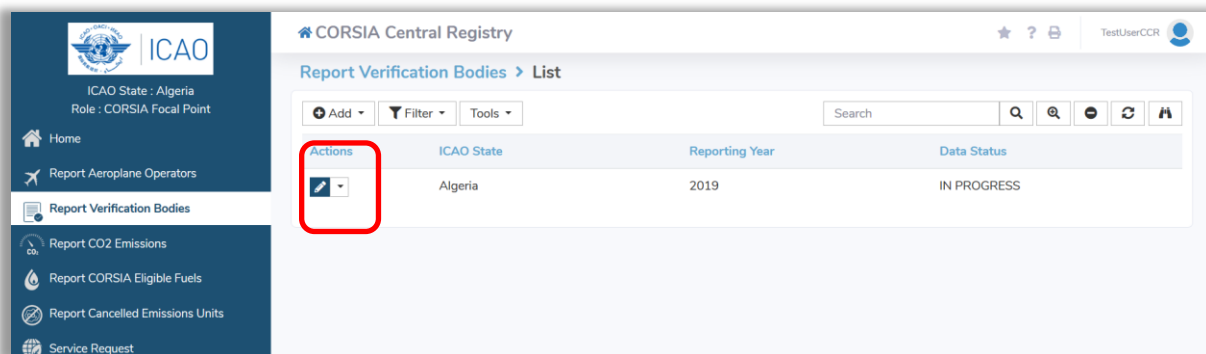 ICAO
CORSIA Central Registry
? TestUserCCR
ICAO State : Algeria
Role : CORSIA Focal Point
Report Verification Bodies > List
Add Filter Tools Search
Home
Actions ICAO State Reporting Year Data Status
Report Aeroplane Operators
Algeria 2019 IN PROGRESS
Report Verification Bodies
CO₂ Report CO2 Emissions
Report CORSIA Eligible Fuels
Report Cancelled Emissions Units
Service Request